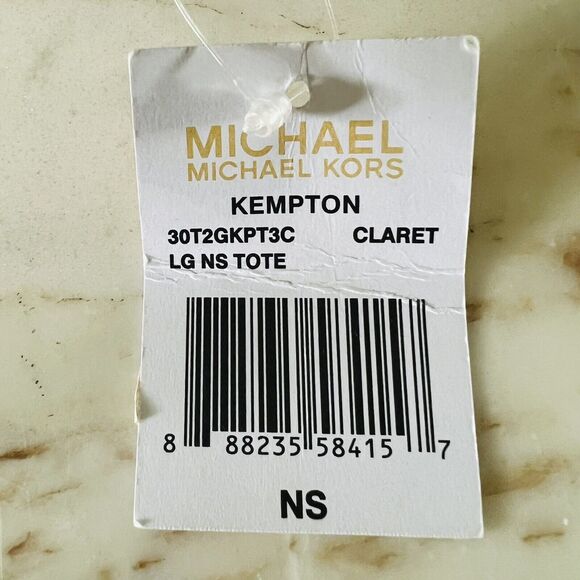 MICHAEL
MICHAEL KORS
KEMPTON
30T2GKPT3C CLARET
LG NS TOTE
8 88235 58415 7
NS